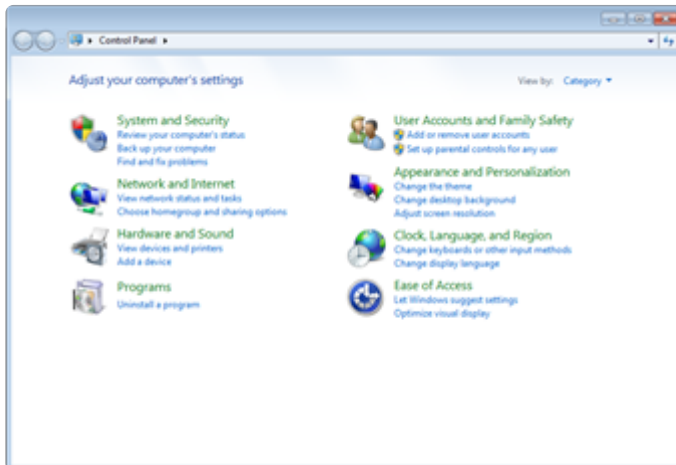 Control Panel
Adjust your computer's settings
View by: Category
System and Security
Review your computer's status
Back up your computer
Find and fix problems
Network and Internet
View network status and tasks
Choose homegroup and sharing options
Hardware and Sound
View devices and printers
Add a device
Programs
Uninstall a program
User Accounts and Family Safety
Add or remove user accounts
Set up parental controls for any user
Appearance and Personalization
Change the theme
Change desktop background
Adjust screen resolution
Clock, Language, and Region
Change keyboards or other input methods
Change display language
Ease of Access
Let Windows suggest settings
Optimize visual display